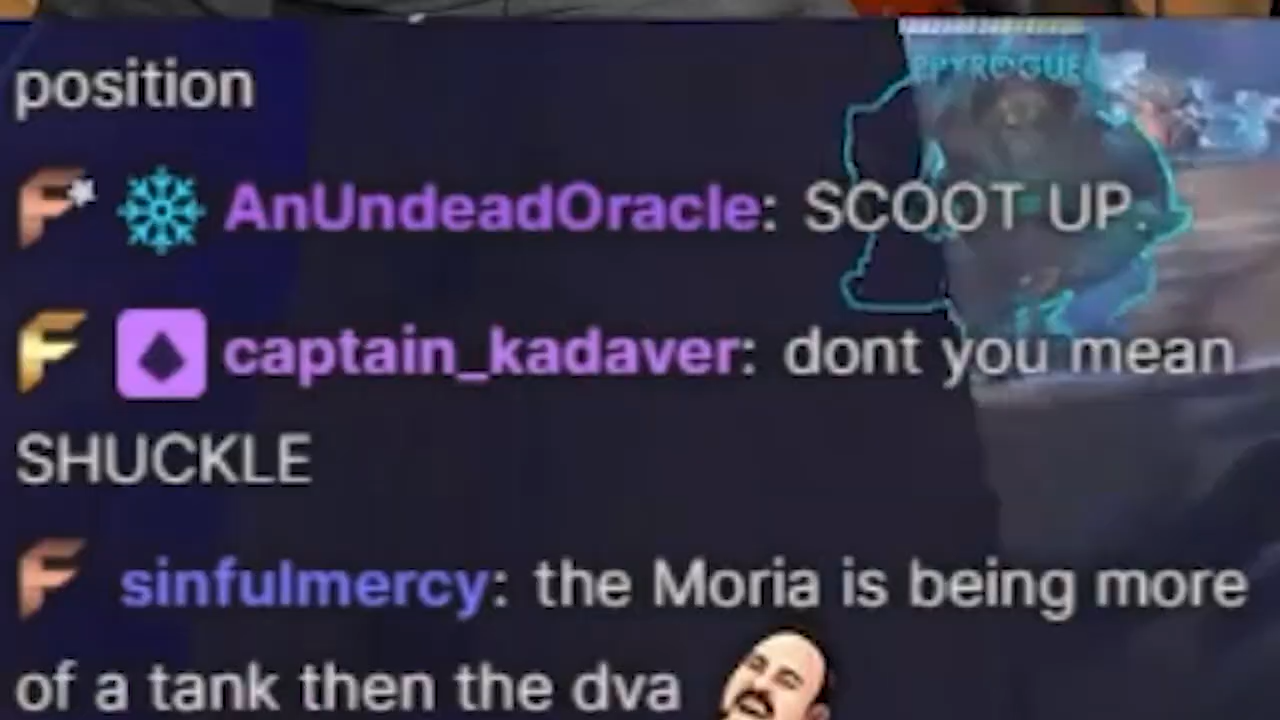 position
AnUndeadOracle: SCOOT UP.
captain_kadaver: dont you mean
SHUCKLE
sinfulmercy: the Moria is being more
of a tank then the dva